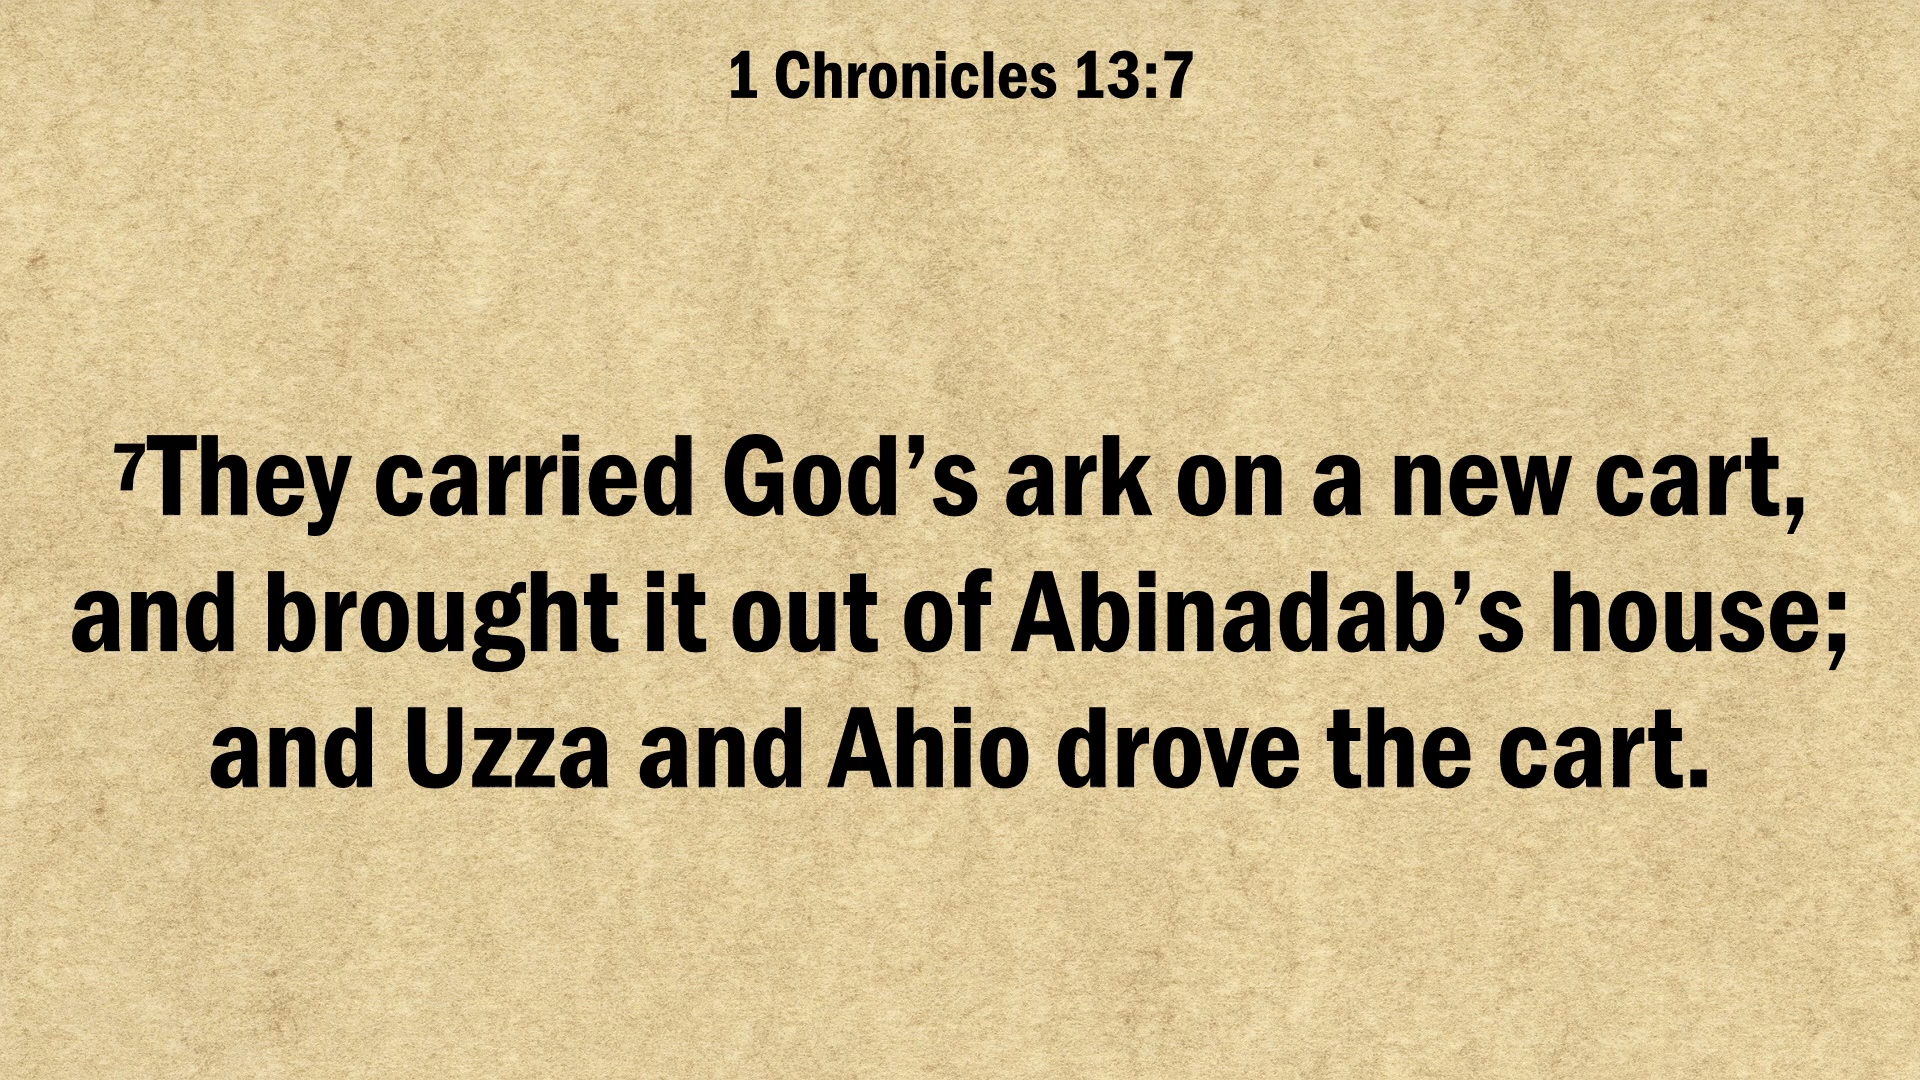 1 Chronicles 13:7
⁷They carried God’s ark on a new cart,
and brought it out of Abinadab’s house;
and Uzza and Ahio drove the cart.